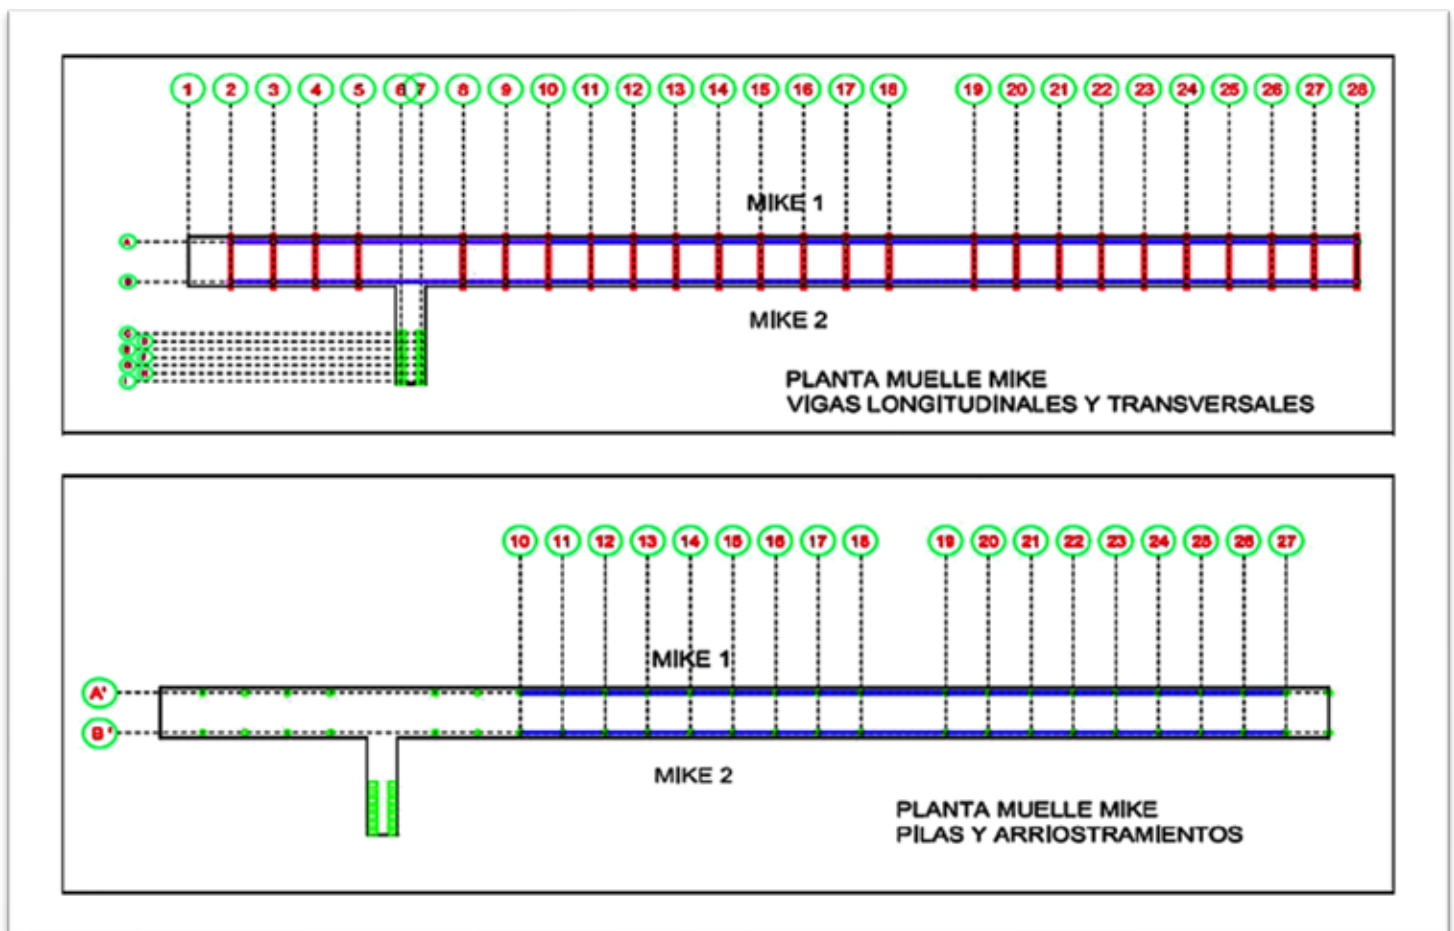 1 2 3 4 5 6 7 8 9 10 11 12 13 14 15 16 17 18 19 20 21 22 23 24 25 26 27 28
MIKE 1
A
B
MIKE 2
C
D
E
F
G
H
I
PLANTA MUELLE MIKE
VIGAS LONGITUDINALES Y TRANSVERSALES
10 11 12 13 14 15 16 17 18 19 20 21 22 23 24 25 26 27
MIKE 1
A'
B'
MIKE 2
PLANTA MUELLE MIKE
PILAS Y ARRIOSTRAMIENTOS